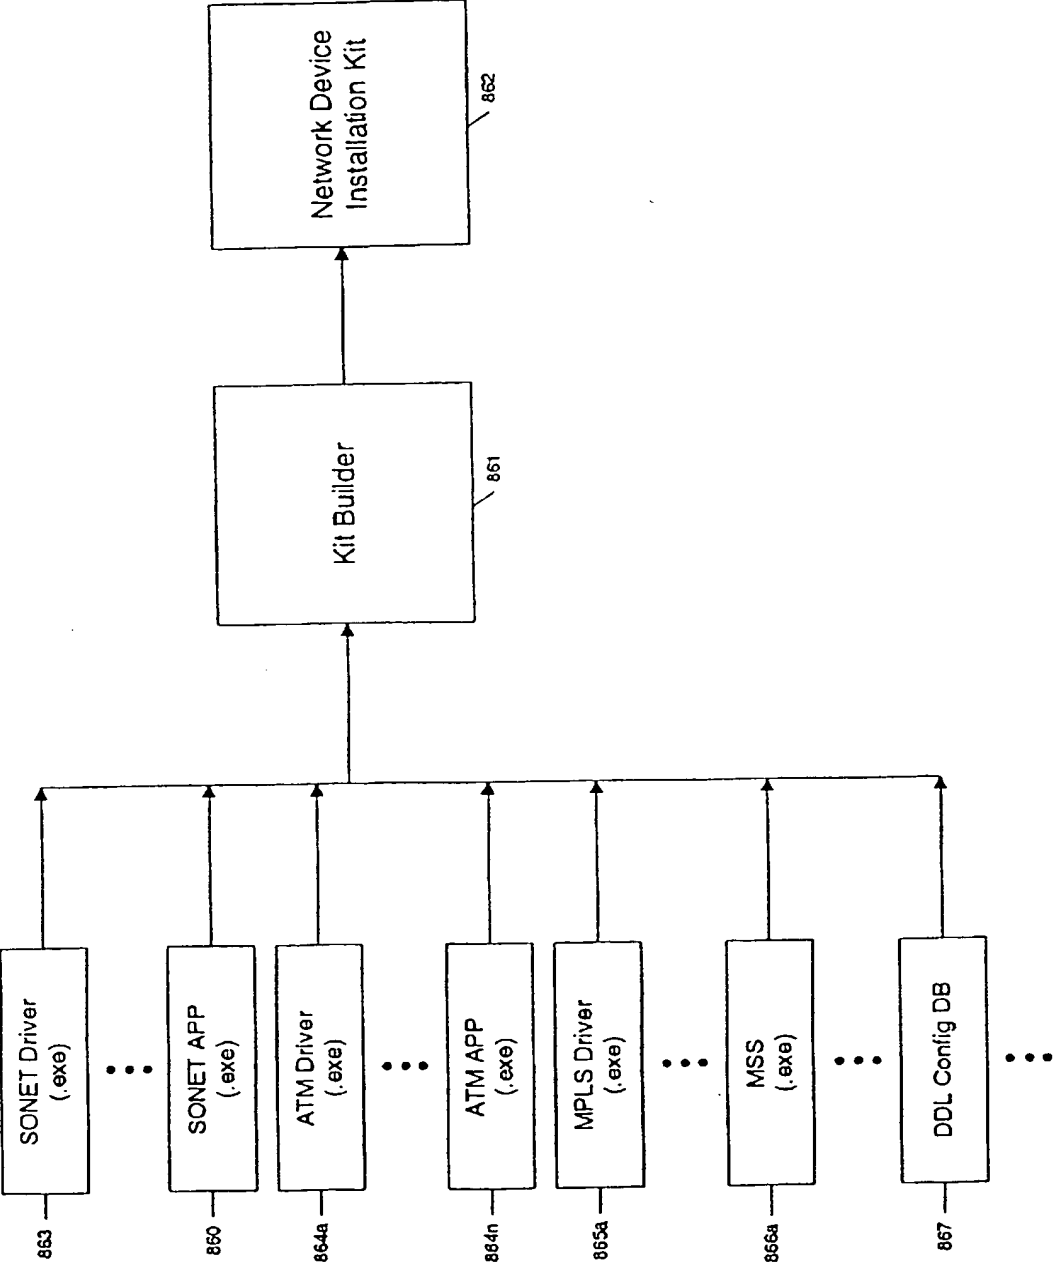 863
SONET Driver
(.exe)
860
SONET APP
(.exe)
864a
ATM Driver
(.exe)
864n
ATM APP
(.exe)
865a
MPLS Driver
(.exe)
866a
MSS
(.exe)
867
DDL Config DB
Kit Builder
861
Network Device
Installation Kit
862